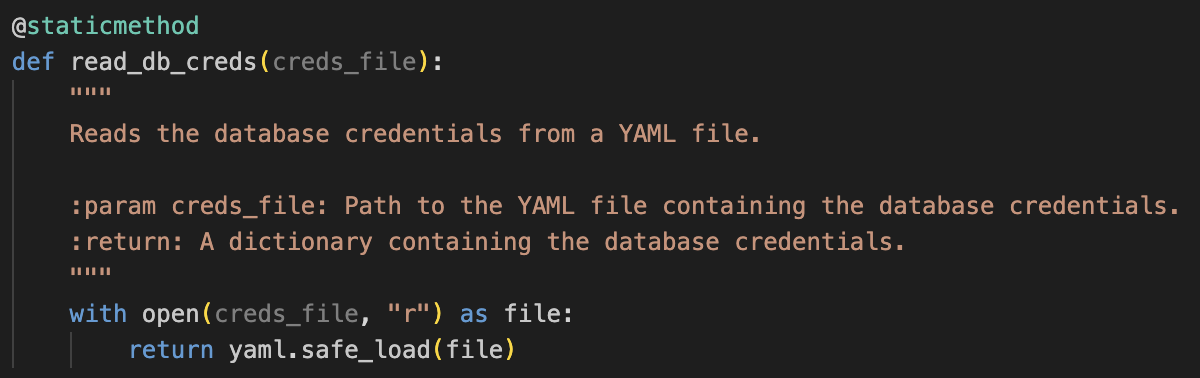 @staticmethod
def read_db_creds(creds_file):
    """
    Reads the database credentials from a YAML file.

    :param creds_file: Path to the YAML file containing the database credentials.
    :return: A dictionary containing the database credentials.
    """
    with open(creds_file, "r") as file:
        return yaml.safe_load(file)